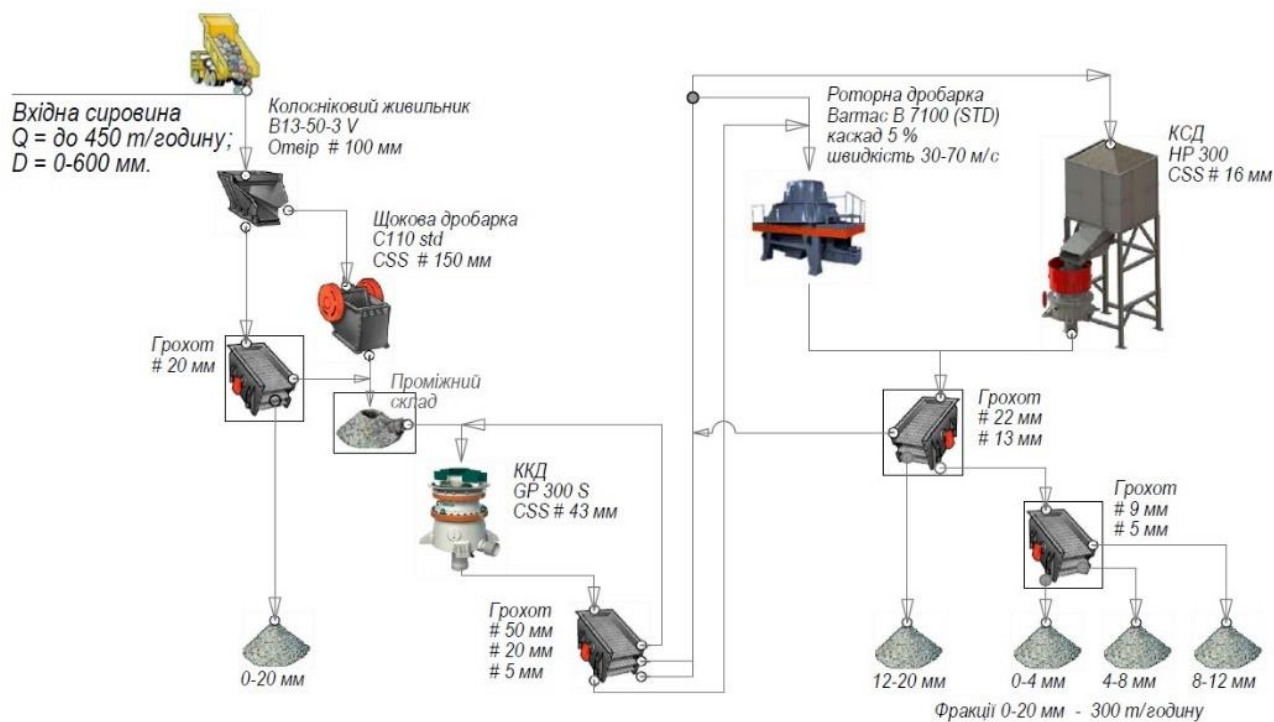 Вхідна сировина
Q = до 450 т/годину;
D = 0-600 мм.
Колосніковий живильник
B13-50-3 V
Отвір # 100 мм
Щокова дробарка
C110 std
CSS # 150 мм
Грохот
# 20 мм
Проміжний
склад
ККД
GP 300 S
CSS # 43 мм
Грохот
# 50 мм
# 20 мм
# 5 мм
0-20 мм
Роторна дробарка
Barmac B 7100 (STD)
каскад 5 %
швидкість 30-70 м/с
КСД
HP 300
CSS # 16 мм
Грохот
# 22 мм
# 13 мм
Грохот
# 9 мм
# 5 мм
12-20 мм
0-4 мм
4-8 мм
8-12 мм
Фракції 0-20 мм - 300 т/годину